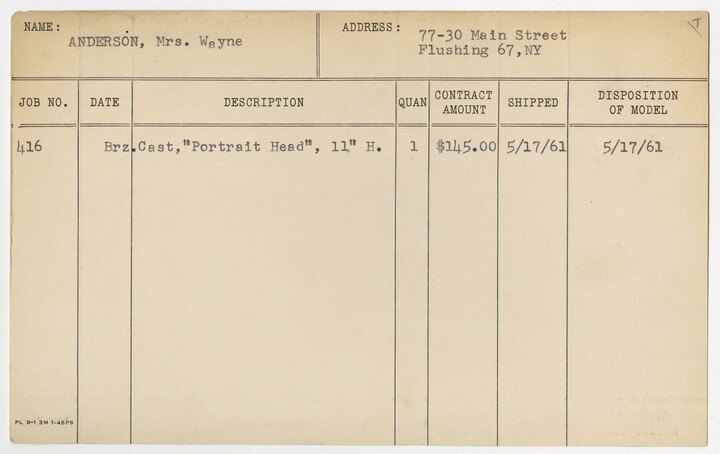 NAME: ANDERSON, Mrs. Wayne
ADDRESS: 77-30 Main Street
Flushing 67,NY
JOB NO. DATE DESCRIPTION QUAN CONTRACT AMOUNT SHIPPED DISPOSITION OF MODEL
416 Brz.Cast,"Portrait Head", 11" H. 1 $145.00 5/17/61 5/17/61